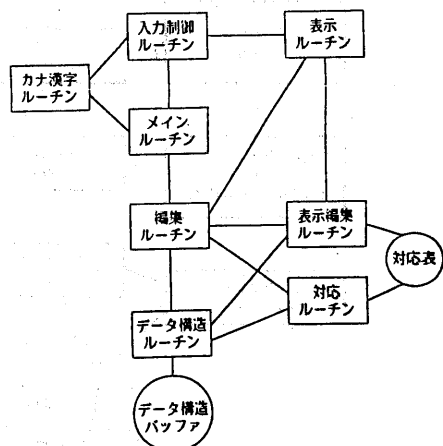 入力制御
ルーチン
表示
ルーチン
カナ漢字
ルーチン
メイン
ルーチン
編集
ルーチン
表示編集
ルーチン
対応表
対応
ルーチン
データ構造
ルーチン
データ構造
バッファ